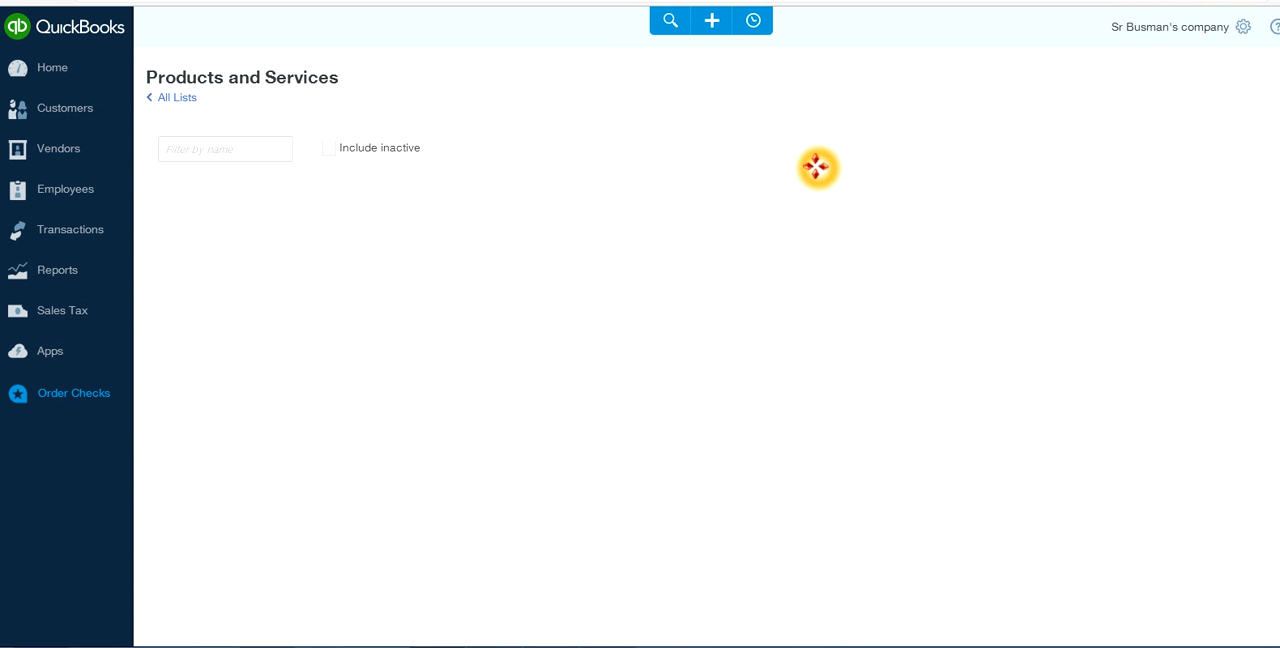 QuickBooks
Sr Busman's company
Home
Customers
Vendors
Employees
Transactions
Reports
Sales Tax
Apps
Order Checks
Products and Services
All Lists
Filter by name
Include inactive